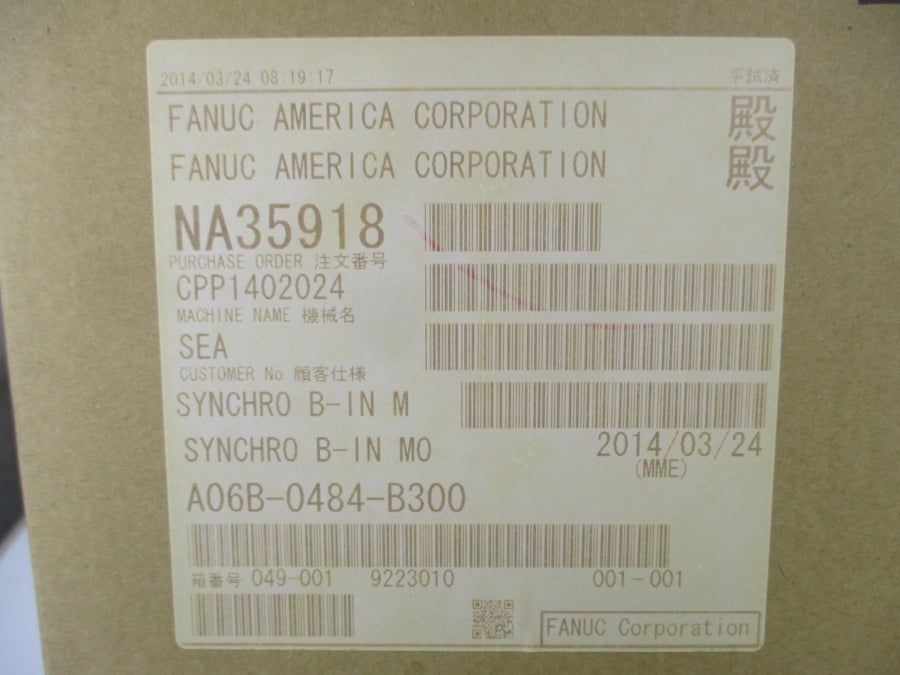 2014/03/24 08:19:17 平試済
FANUC AMERICA CORPORATION 殿
FANUC AMERICA CORPORATION 殿
NA35918
PURCHASE ORDER 注文番号
CPP1402024
MACHINE NAME 機械名
SEA
CUSTOMER No 顧客仕様
SYNCHRO B-IN M
SYNCHRO B-IN MO 2014/03/24
(MME)
A06B-0484-B300
箱番号 049-001 9223010 001-001
FANUC Corporation